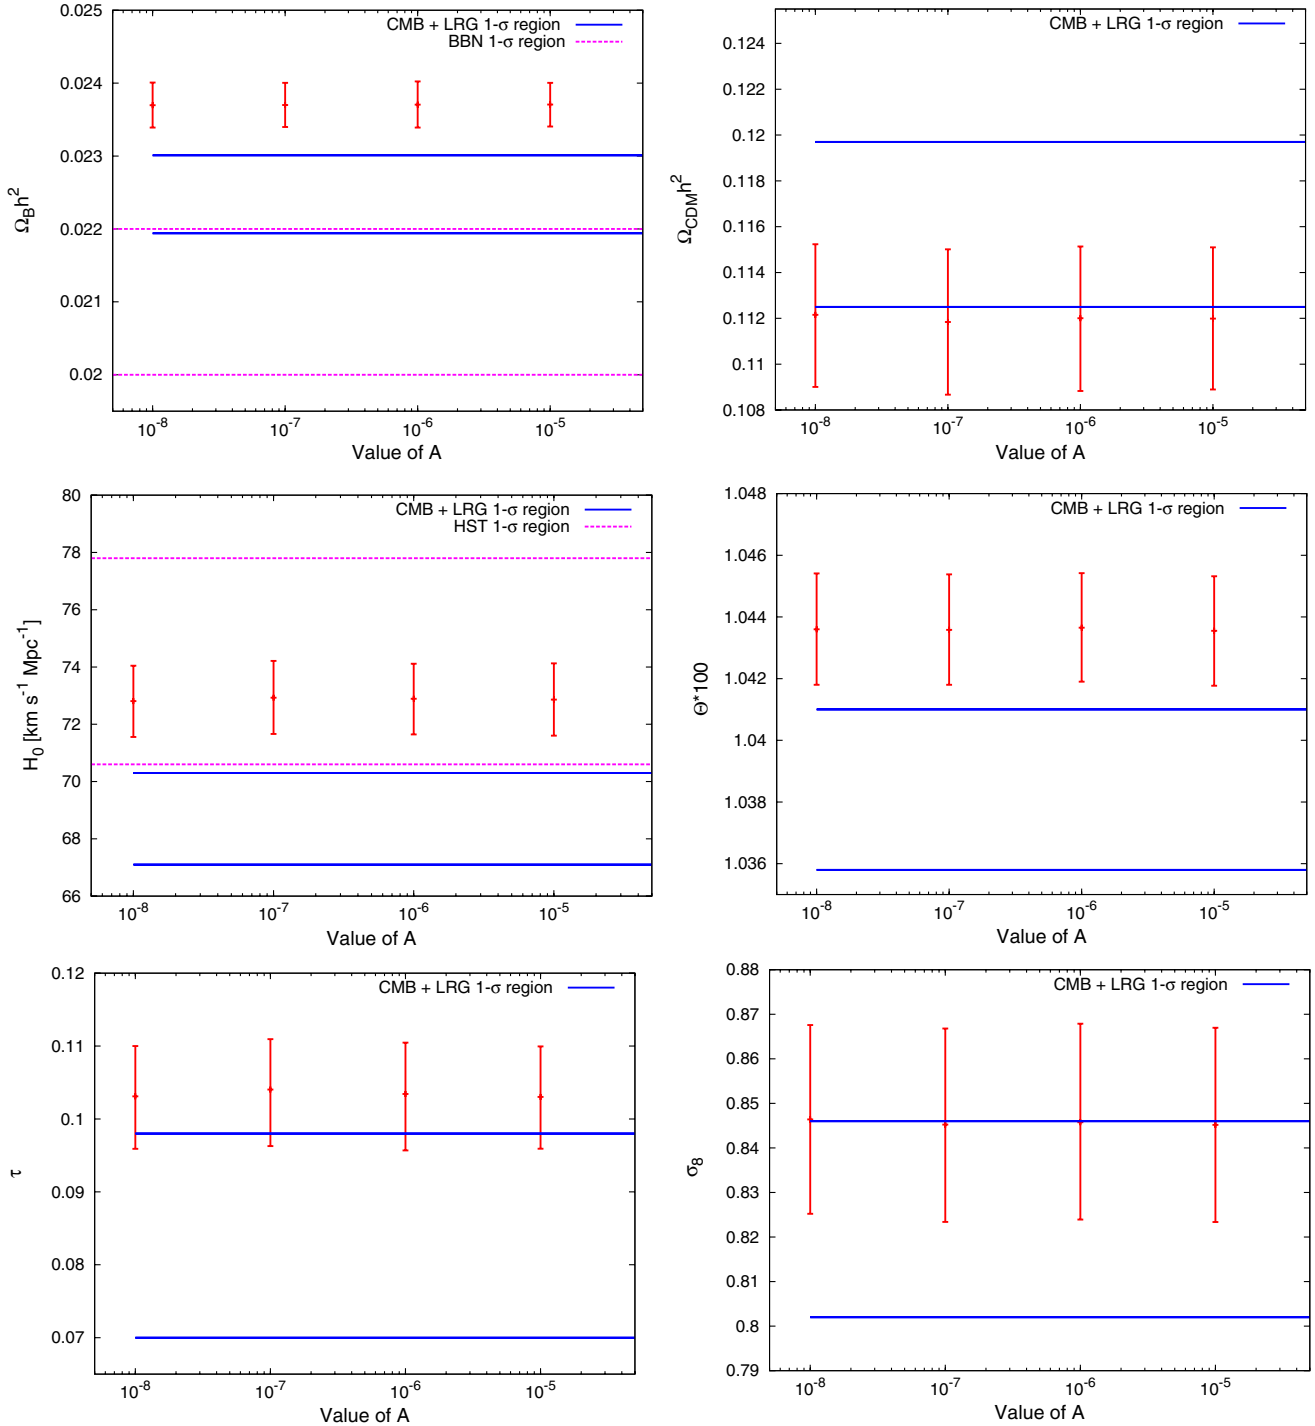 0.025
0.024
0.023
0.022
0.021
0.02
10⁻⁸ 10⁻⁷ 10⁻⁶ 10⁻⁵
Value of A
Ω_B h²
CMB + LRG 1-σ region
BBN 1-σ region
0.124
0.122
0.12
0.118
0.116
0.114
0.112
0.11
0.108
10⁻⁸ 10⁻⁷ 10⁻⁶ 10⁻⁵
Value of A
Ω_CDM h²
CMB + LRG 1-σ region
80
78
76
74
72
70
68
66
10⁻⁸ 10⁻⁷ 10⁻⁶ 10⁻⁵
Value of A
H₀ [km s⁻¹ Mpc⁻¹]
CMB + LRG 1-σ region
HST 1-σ region
1.048
1.046
1.044
1.042
1.04
1.038
1.036
10⁻⁸ 10⁻⁷ 10⁻⁶ 10⁻⁵
Value of A
Θ*100
CMB + LRG 1-σ region
0.12
0.11
0.1
0.09
0.08
0.07
10⁻⁸ 10⁻⁷ 10⁻⁶ 10⁻⁵
Value of A
τ
CMB + LRG 1-σ region
0.88
0.87
0.86
0.85
0.84
0.83
0.82
0.81
0.8
0.79
10⁻⁸ 10⁻⁷ 10⁻⁶ 10⁻⁵
Value of A
σ₈
CMB + LRG 1-σ region